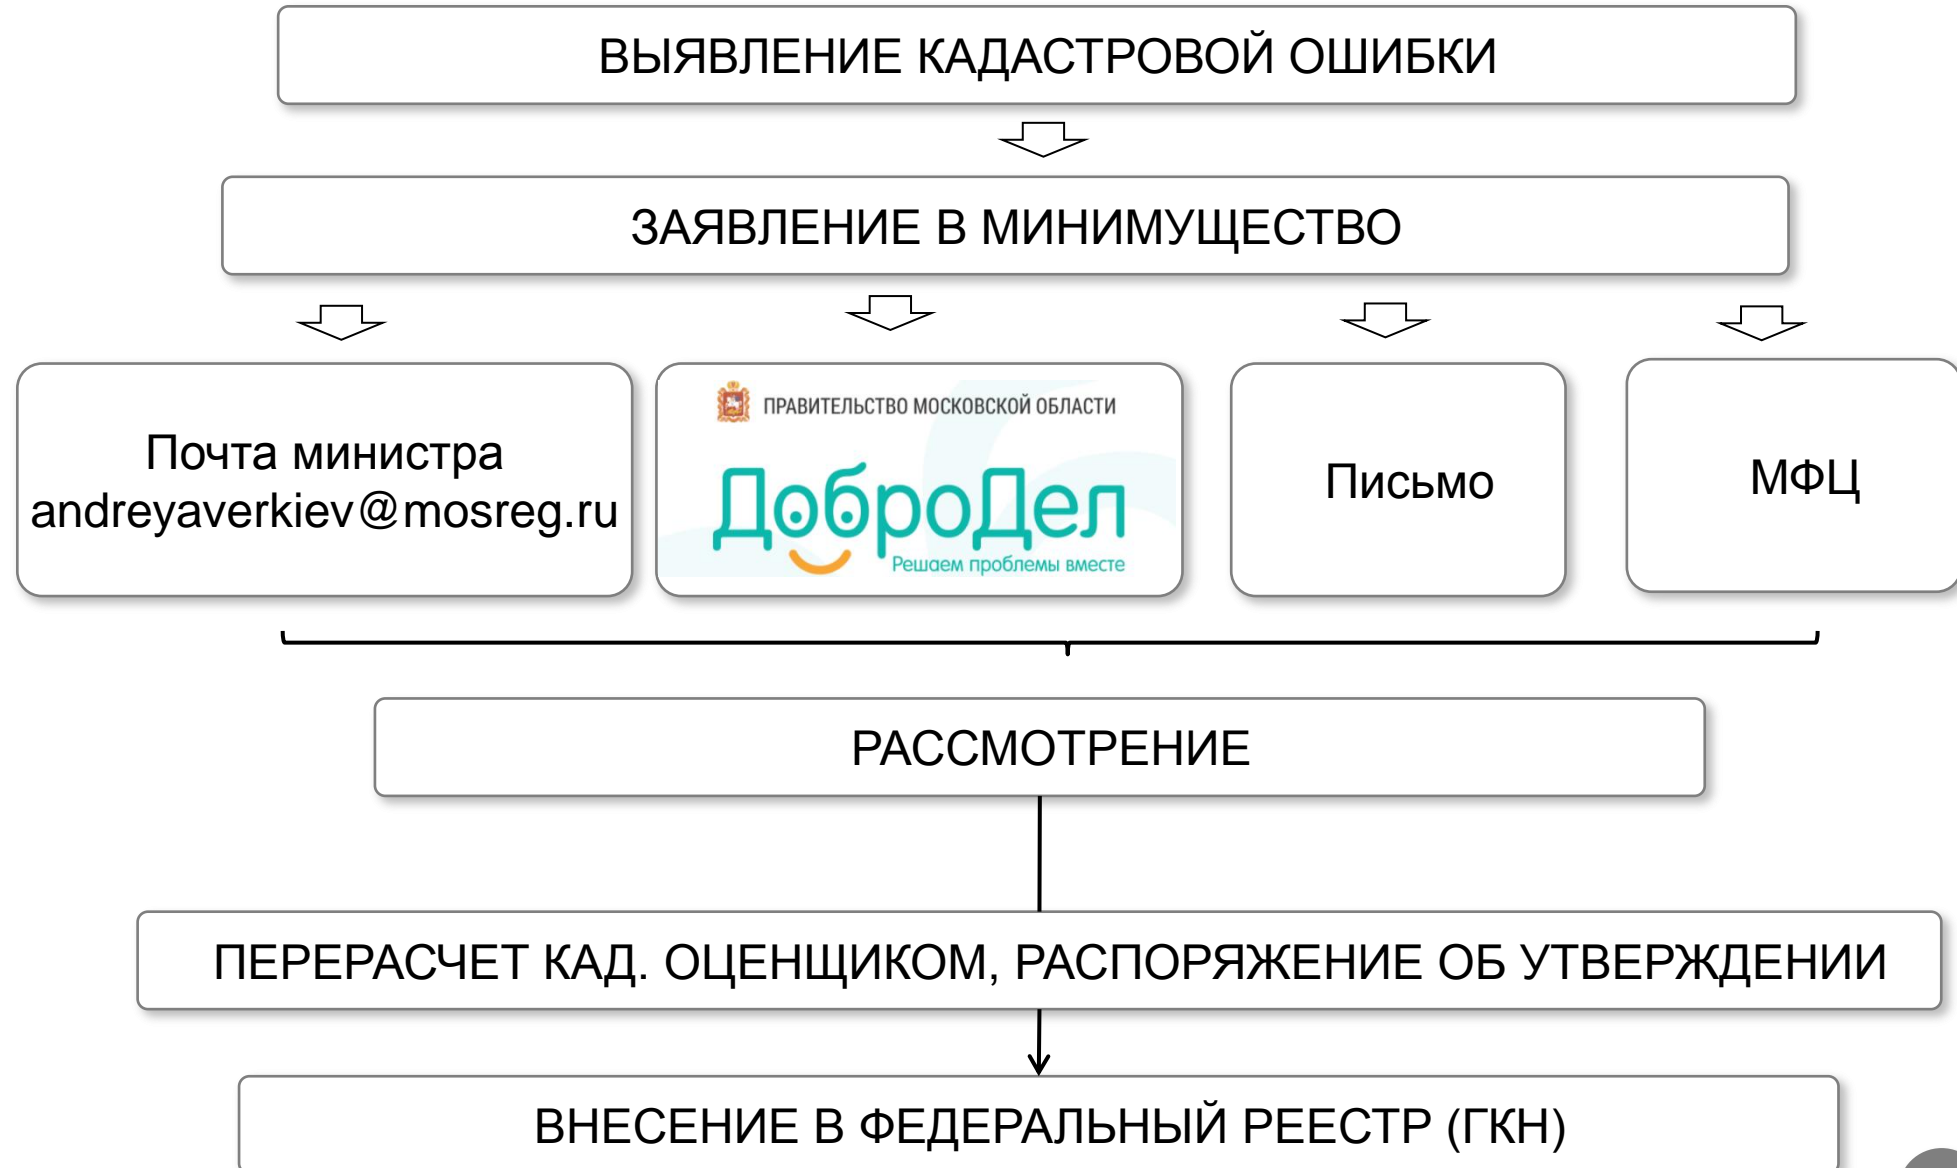 ВЫЯВЛЕНИЕ КАДАСТРОВОЙ ОШИБКИ
ЗАЯВЛЕНИЕ В МИНИМУЩЕСТВО
Почта министра
andreyaverkiev@mosreg.ru
ПРАВИТЕЛЬСТВО МОСКОВСКОЙ ОБЛАСТИ
ДоброДел
Решаем проблемы вместе
Письмо
МФЦ
РАССМОТРЕНИЕ
ПЕРЕРАСЧЕТ КАД. ОЦЕНЩИКОМ, РАСПОРЯЖЕНИЕ ОБ УТВЕРЖДЕНИИ
ВНЕСЕНИЕ В ФЕДЕРАЛЬНЫЙ РЕЕСТР (ГКН)